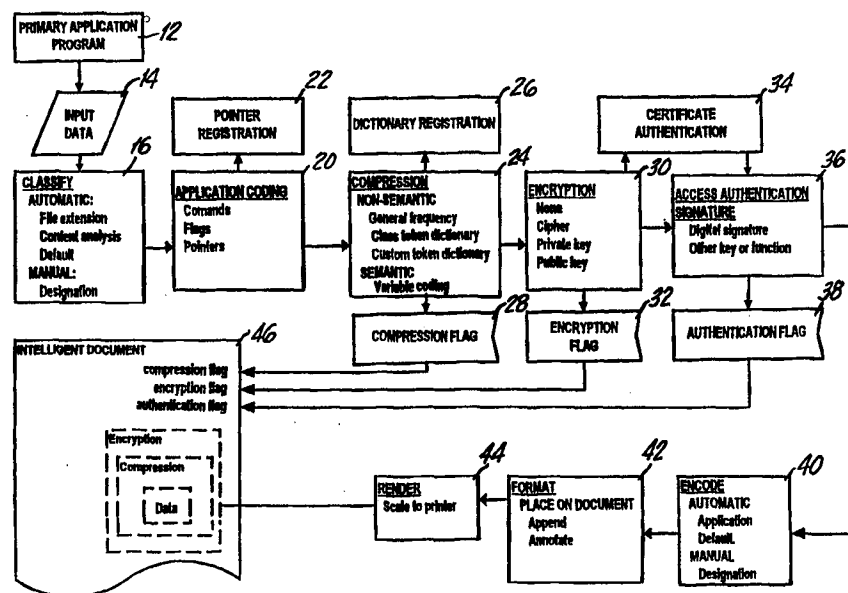 PRIMARY APPLICATION
PROGRAM
12
14
INPUT
DATA
22
POINTER
REGISTRATION
26
DICTIONARY REGISTRATION
34
CERTIFICATE
AUTHENTICATION
16
CLASSIFY
AUTOMATIC:
File extension
Content analysis
Default
MANUAL:
Designation
20
APPLICATION CODING
Comands
Flags
Pointers
24
COMPRESSION
NON-SEMANTIC
General frequency
Class token dictionary
Custom token dictionary
SEMANTIC
Variable coding
30
ENCRYPTION
None
Cipher
Private key
Public key
36
ACCESS AUTHENTICATION
SIGNATURE
Digital signature
Other key or function
28
COMPRESSION FLAG
32
ENCRYPTION
FLAG
38
AUTHENTICATION FLAG
46
INTELLIGENT DOCUMENT
compression flag
encryption flag
authentication flag
Encryption
Compression
Data
44
RENDER
Scale to printer
42
FORMAT
PLACE ON DOCUMENT
Append
Annotate
40
ENCODE
AUTOMATIC
Application
Default.
MANUAL
Designation